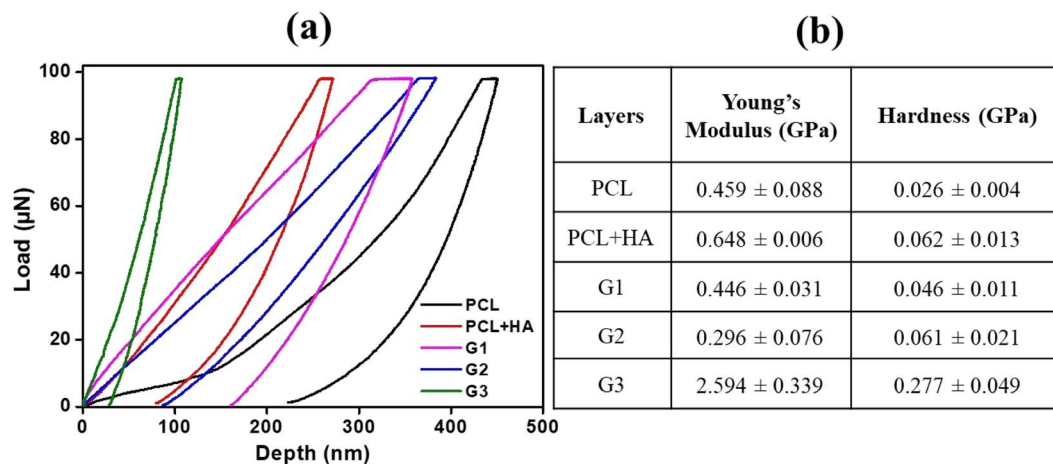 (a)
(b)
100
80
60
40
20
0
0 100 200 300 400 500
Load (µN)
Depth (nm)
PCL
PCL+HA
G1
G2
G3
Layers Young's Modulus (GPa) Hardness (GPa)
PCL 0.459 ± 0.088 0.026 ± 0.004
PCL+HA 0.648 ± 0.006 0.062 ± 0.013
G1 0.446 ± 0.031 0.046 ± 0.011
G2 0.296 ± 0.076 0.061 ± 0.021
G3 2.594 ± 0.339 0.277 ± 0.049